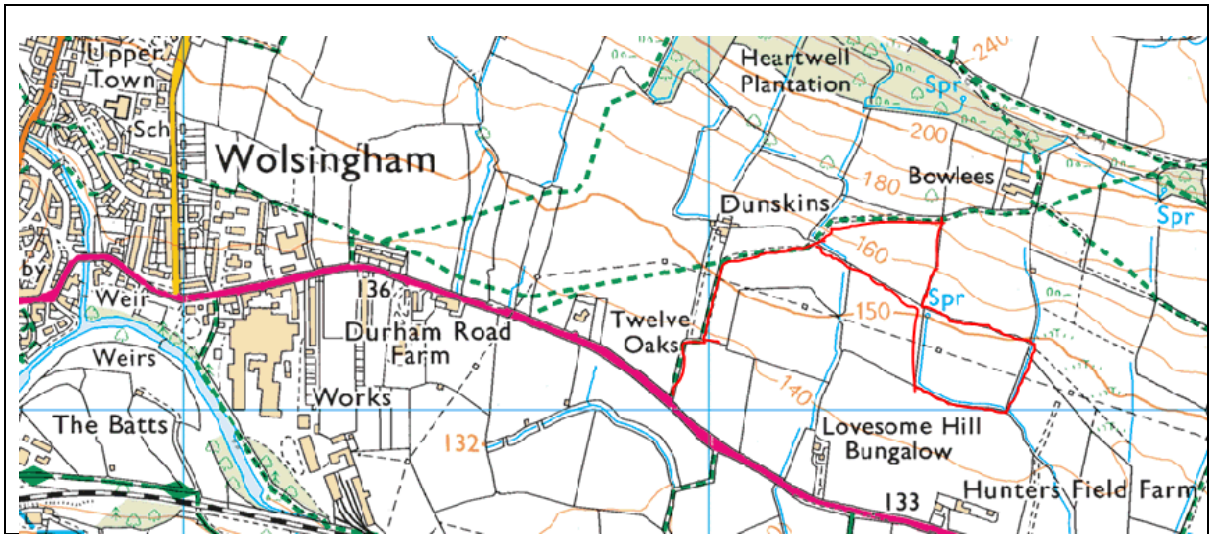 Upper
Town
Sch
Wolsingham
Heartwell
Plantation
Spr
240
200
180
Bowlees
Spr
Dunskins
160
by
Weir
136
Durham Road
Farm
Twelve
Oaks
Spr
150
Weirs
Works
140
The Batts
132
Lovesome Hill
Bungalow
133
Hunters Field Farm